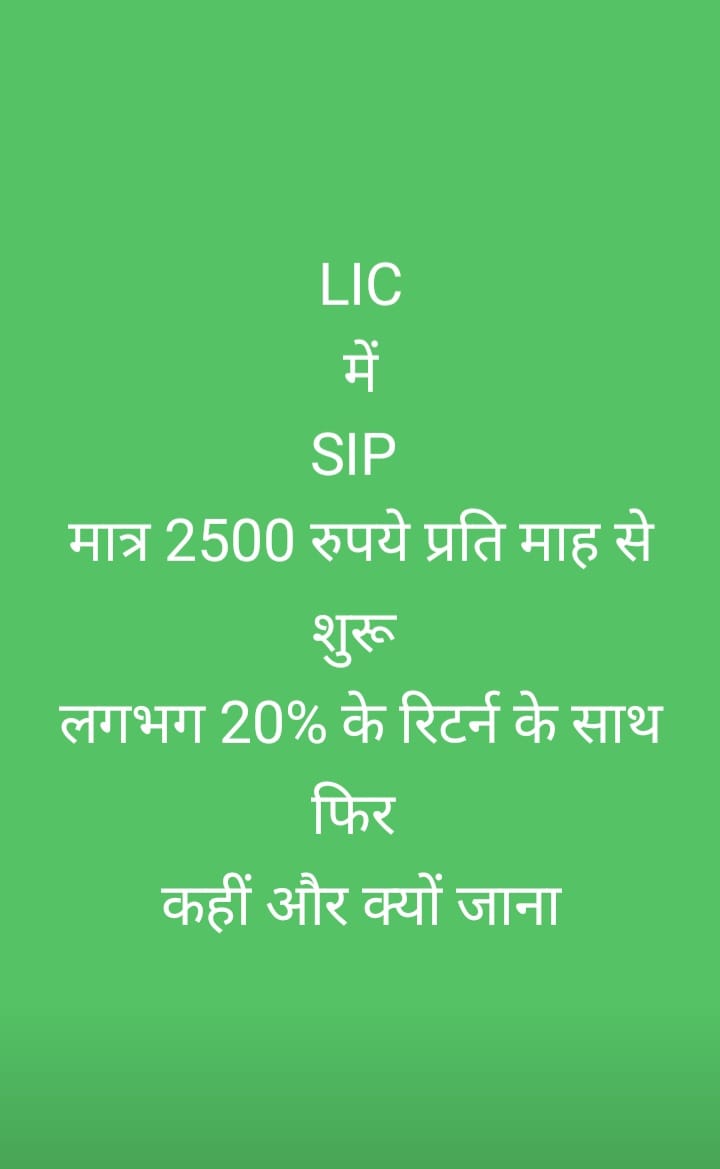 LIC
में
SIP
मात्र 2500 रुपये प्रति माह से
शुरू
लगभग 20% के रिटर्न के साथ
फिर
कहीं और क्यों जाना